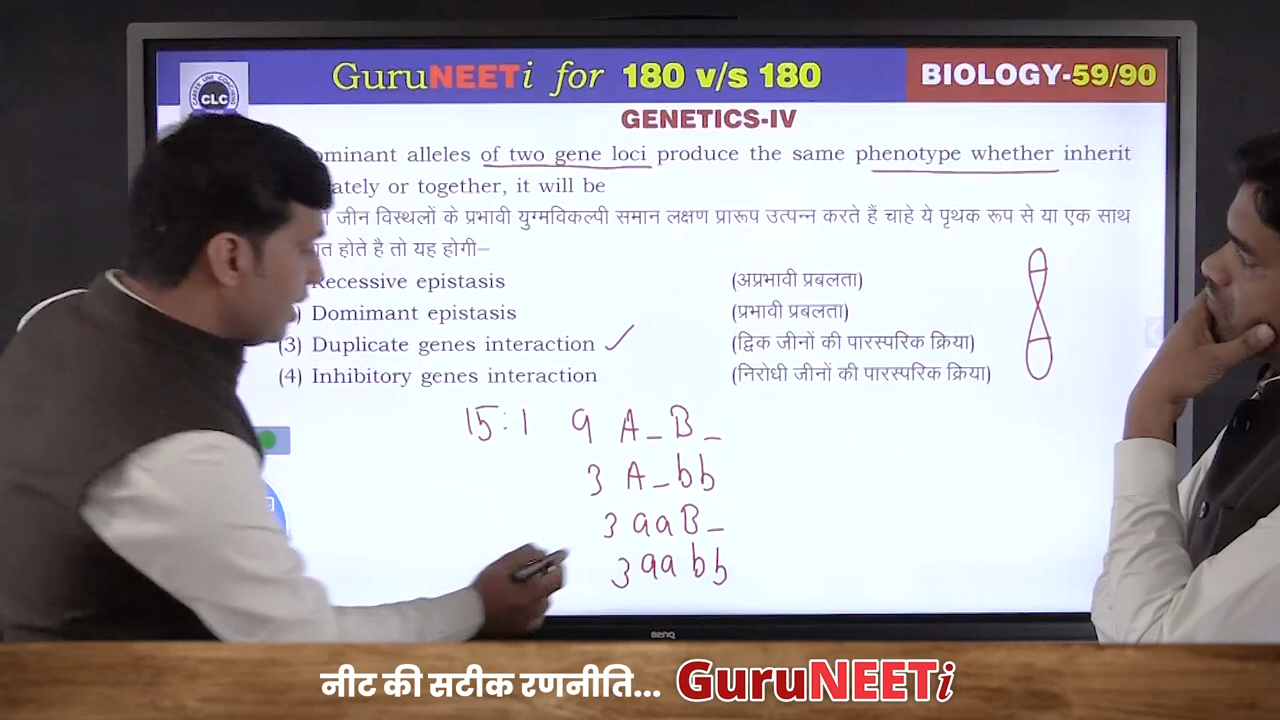 GuruNEETi for 180 v/s 180
BIOLOGY-59/90
CLC
GENETICS-IV
alleles of two gene loci produce the same phenotype whether inherit
or together, it will be
जीन विस्थलों के प्रभावी युग्मविकल्पी समान लक्षण प्रारूप उत्पन्न करते हैं चाहे ये पृथक रूप से या एक साथ
होते है तो यह होगी–
Recessive epistasis (अप्रभावी प्रबलता)
) Domimant epistasis (प्रभावी प्रबलता)
(3) Duplicate genes interaction (द्विक जीनों की पारस्परिक क्रिया)
(4) Inhibitory genes interaction (निरोधी जीनों की पारस्परिक क्रिया)
15:1 9 A_B_
3 A_bb
3 aaB_
3 aabb
BENQ
नीट की सटीक रणनीति... GuruNEETi